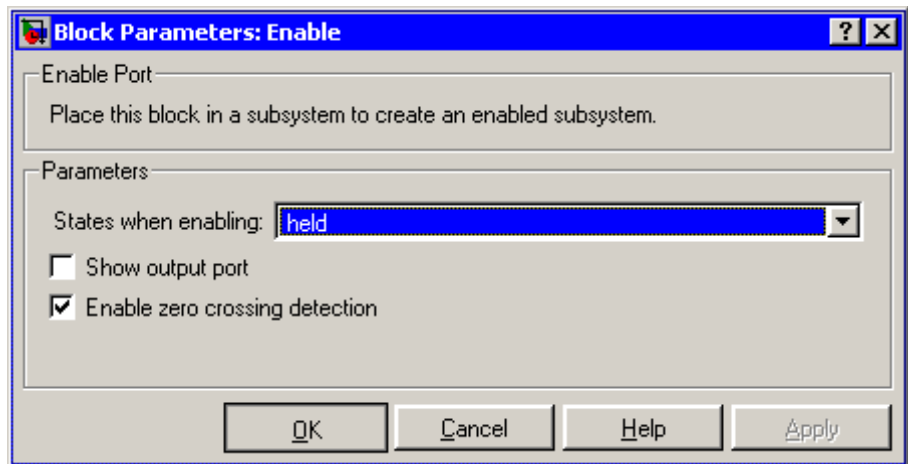 Block Parameters: Enable
Enable Port
Place this block in a subsystem to create an enabled subsystem.
Parameters
States when enabling: held
Show output port
Enable zero crossing detection
OK Cancel Help Apply